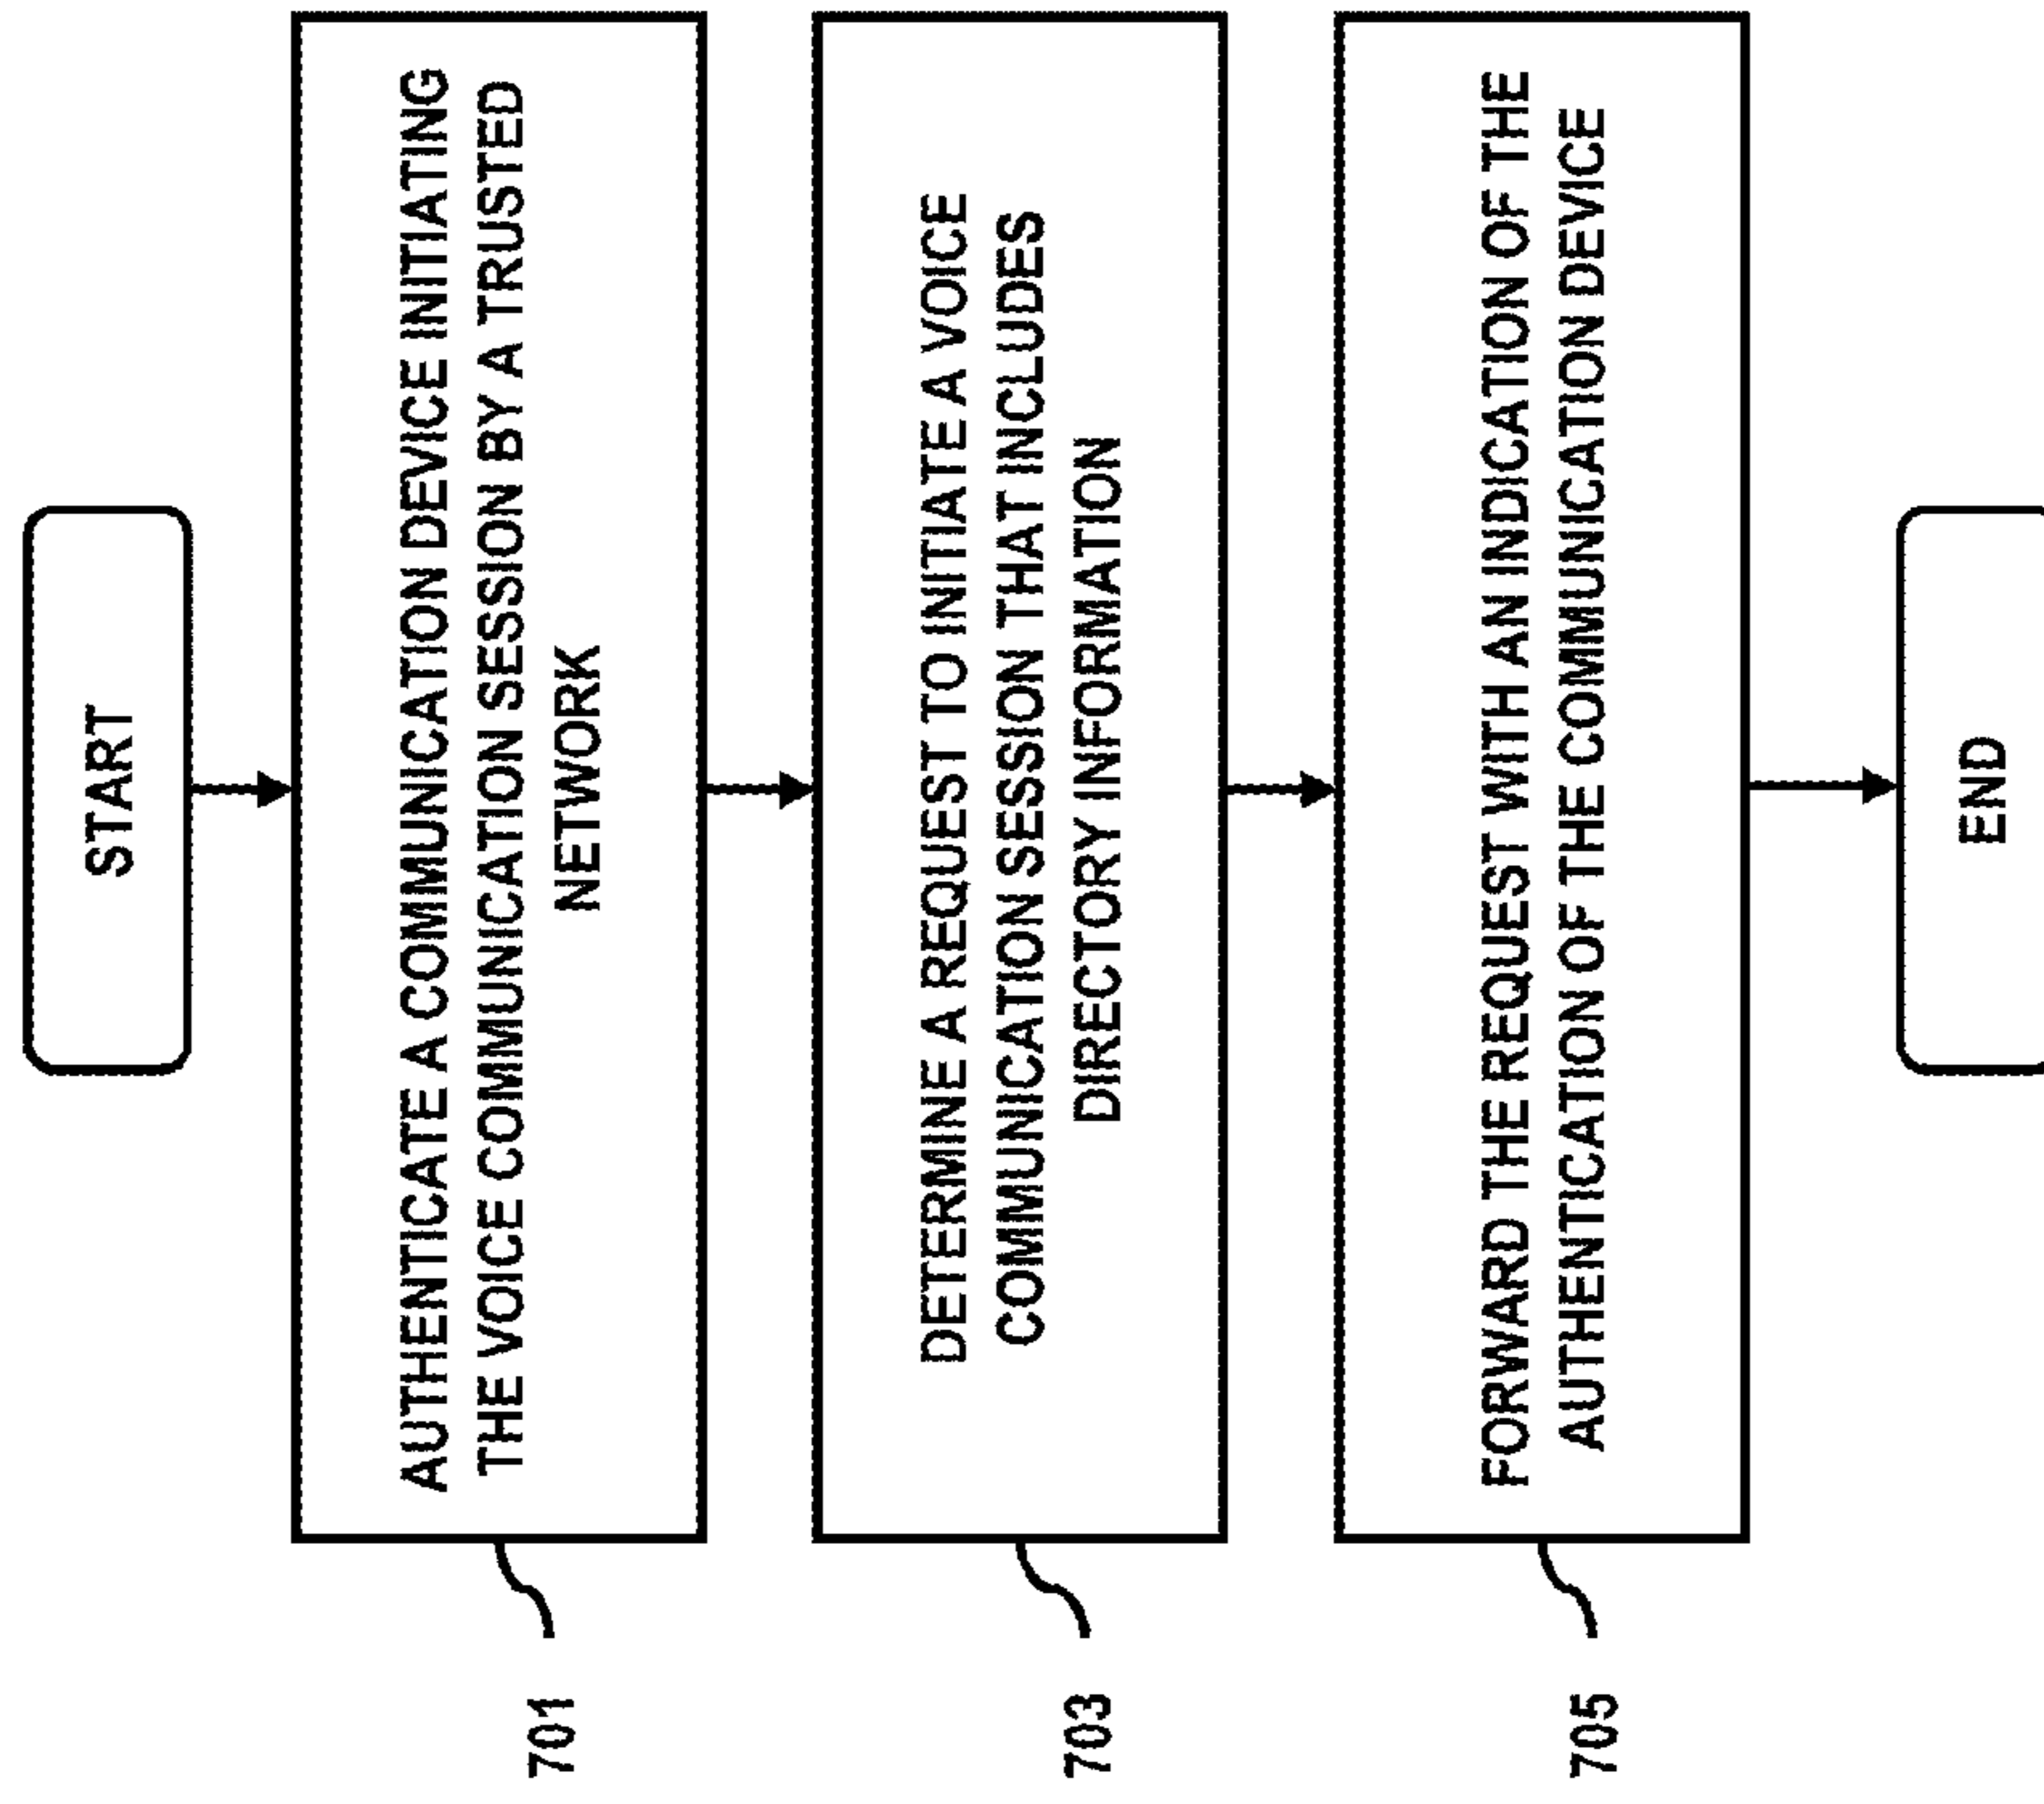 START
AUTHENTICATE A COMMUNICATION DEVICE INITIATING
THE VOICE COMMUNICATION SESSION BY A TRUSTED
NETWORK
701
DETERMINE A REQUEST TO INITIATE A VOICE
COMMUNICATION SESSION THAT INCLUDES
DIRECTORY INFORMATION
703
FORWARD THE REQUEST WITH AN INDICATION OF THE
AUTHENTICATION OF THE COMMUNICATION DEVICE
705
END